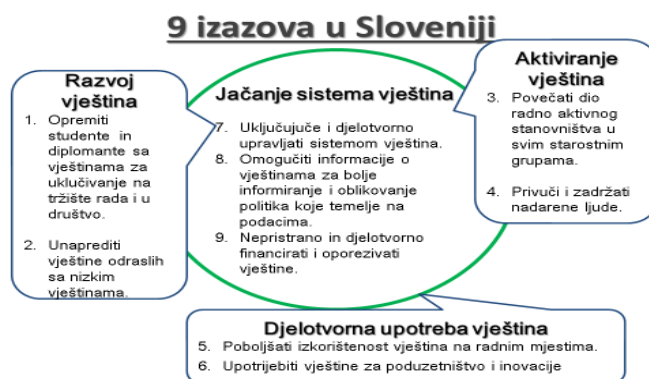 9 izazova u Sloveniji
Razvoj
vještina
1. Opremiti
studente in
diplomante sa
vještinama za
uklučivanje na
tržište rada i u
društvo.
2. Unaprediti
vještine odraslih
sa nizkim
vještinama.
Jačanje sistema vještina
7. Uključujuče i djelotvorno
upravljati sistemom vještina.
8. Omogučiti informacije o
vještinama za bolje
informiranje i oblikovanje
politika koje temelje na
podacima.
9. Nepristrano in djelotvorno
financirati i oporezivati
vještine.
Aktiviranje
vještina
3. Povečati dio
radno aktivnog
stanovništva u
svim starostnim
grupama.
4. Privuči i zadržati
nadarene ljude.
Djelotvorna upotreba vještina
5. Poboljšati izkorištenost vještina na radnim mjestima.
6. Upotrijebiti vještine za poduzetništvo i inovacije